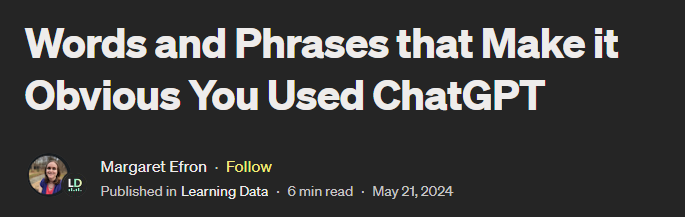 Words and Phrases that Make it
Obvious You Used ChatGPT
Margaret Efron · Follow
LD
Published in Learning Data · 6 min read · May 21, 2024